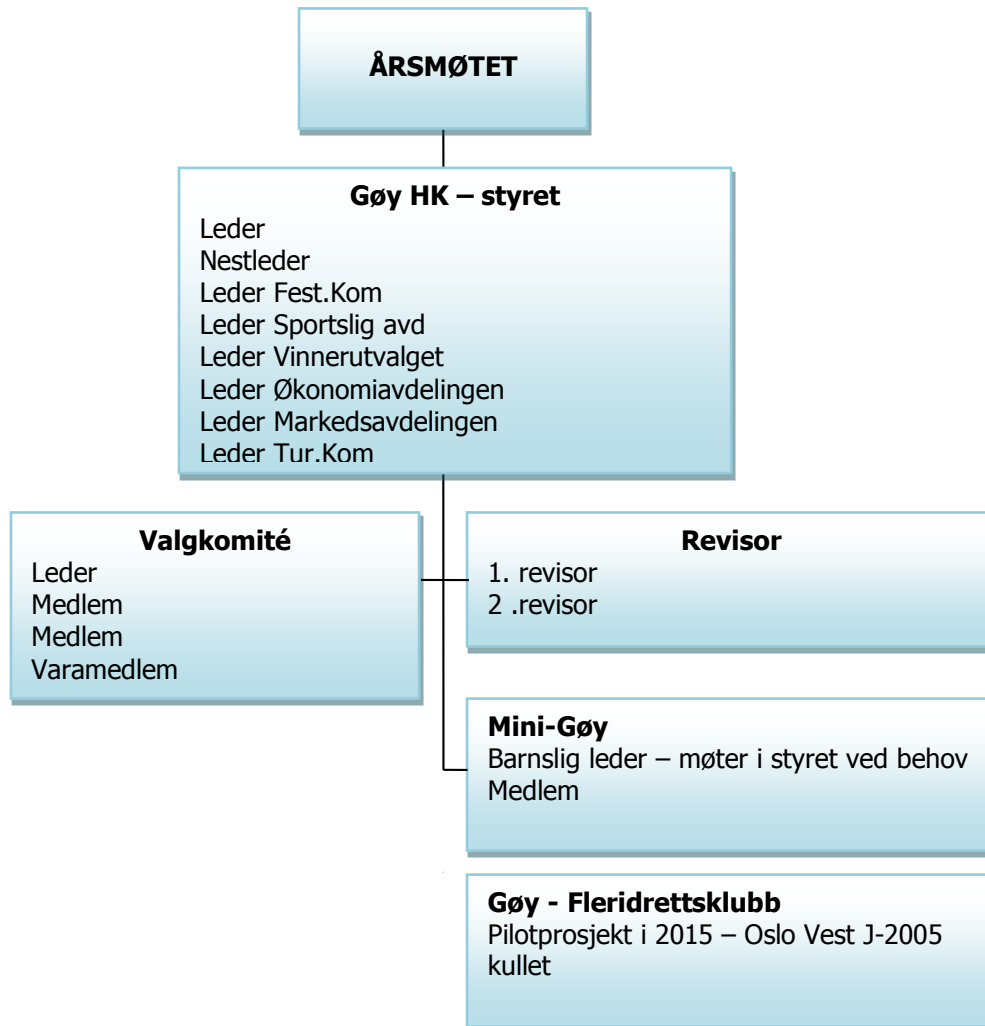 ÅRSMØTET
Gøy HK – styret
Leder
Nestleder
Leder Fest.Kom
Leder Sportslig avd
Leder Vinnerutvalget
Leder Økonomiavdelingen
Leder Markedsavdelingen
Leder Tur.Kom
Valgkomité
Leder
Medlem
Medlem
Varamedlem
Revisor
1. revisor
2 .revisor
Mini-Gøy
Barnslig leder – møter i styret ved behov
Medlem
Gøy - Fleridrettsklubb
Pilotprosjekt i 2015 – Oslo Vest J-2005
kullet